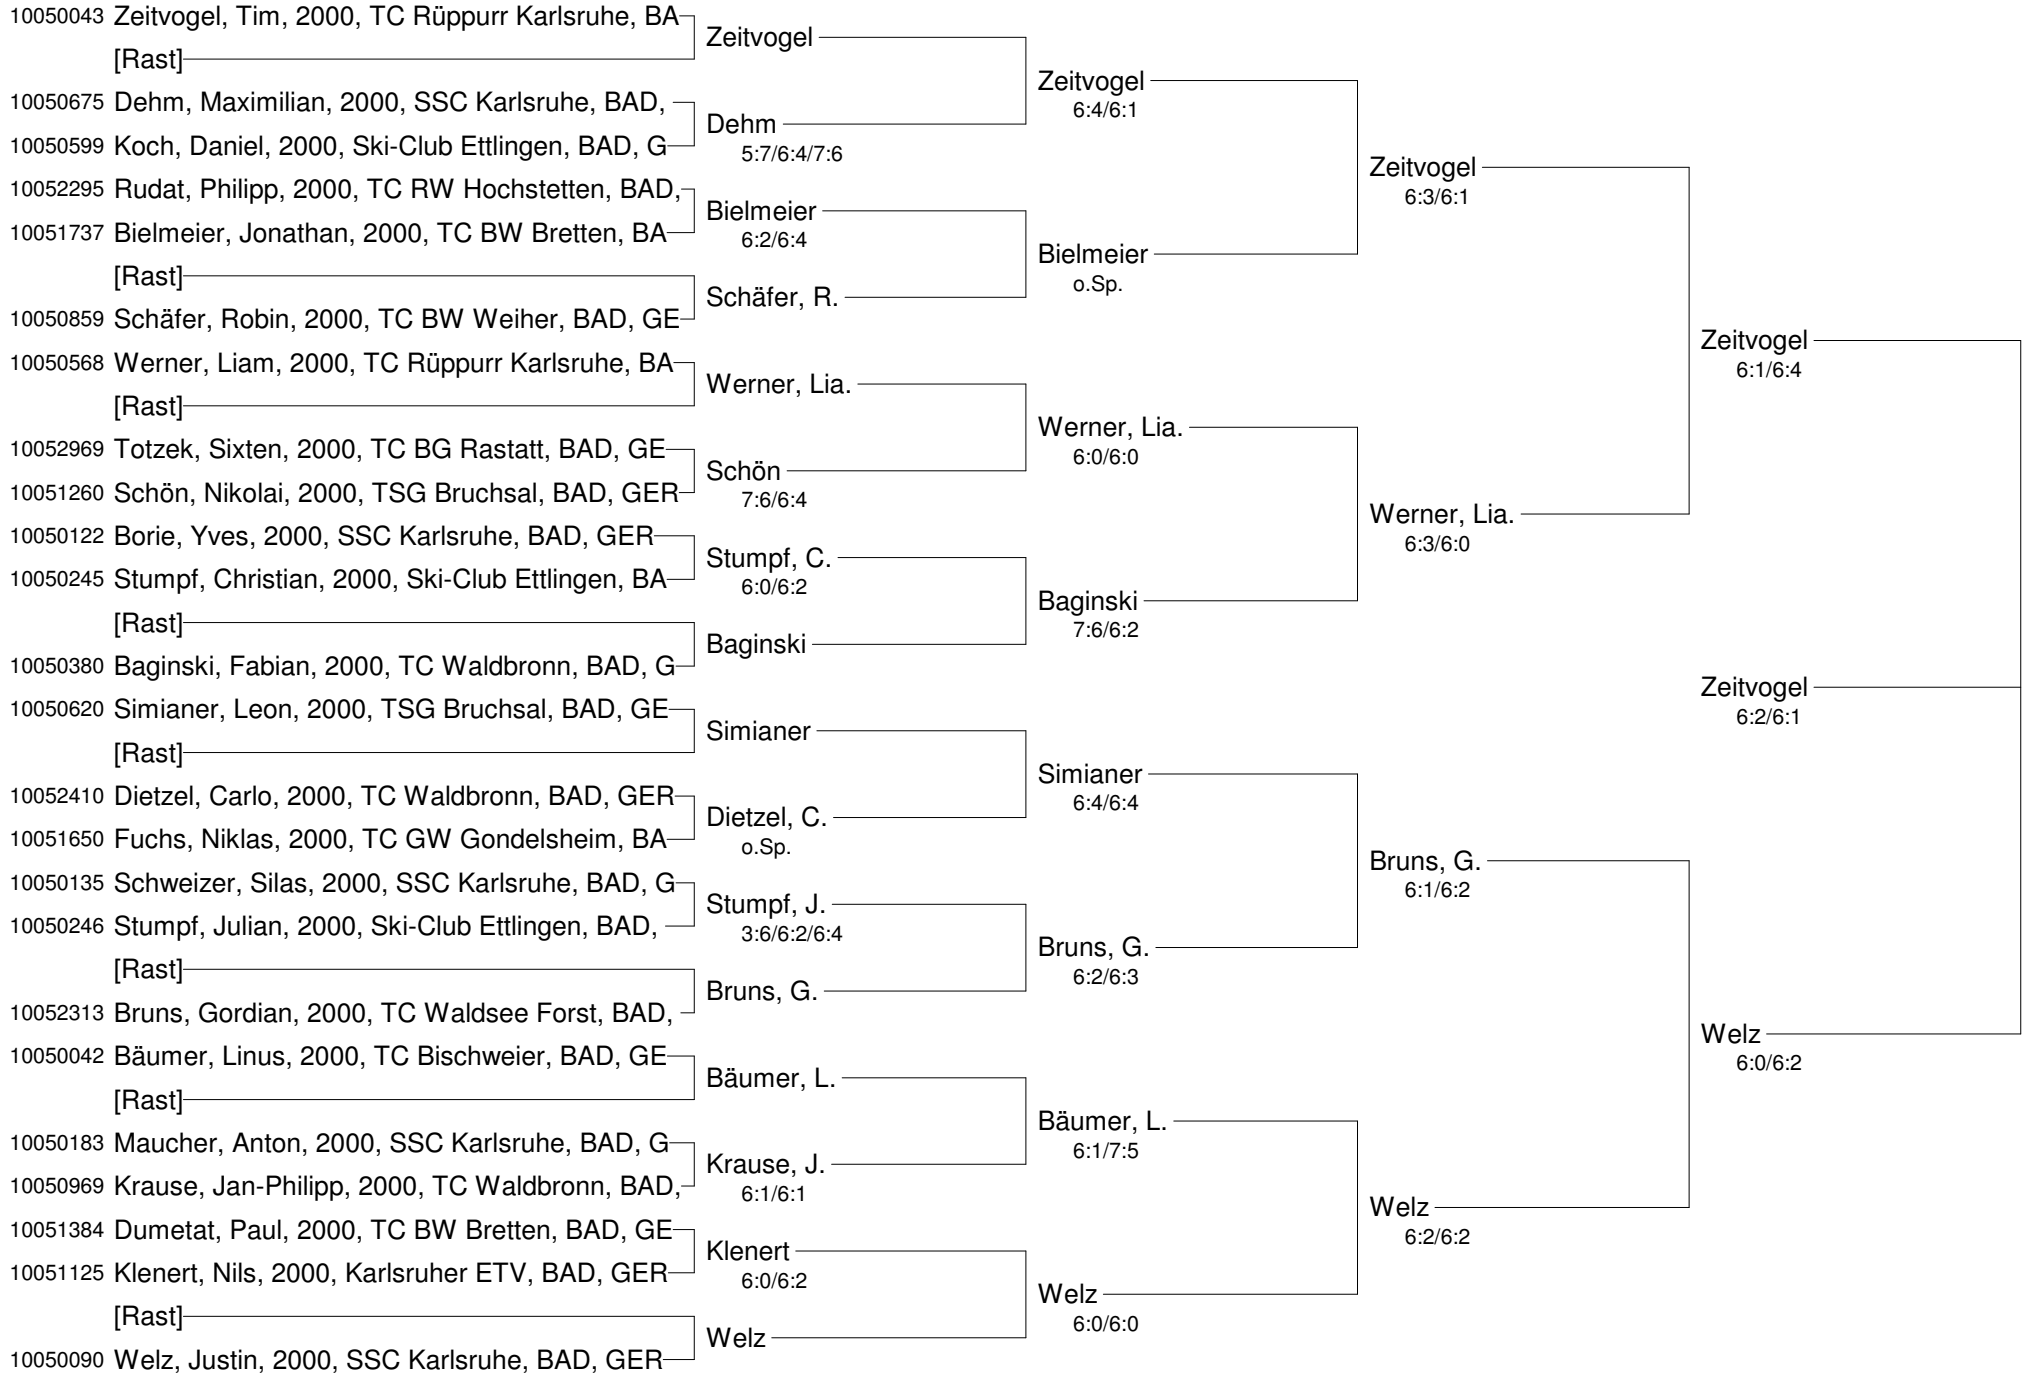 10050043 Zeitvogel, Tim, 2000, TC Rüppurr Karlsruhe, BA
[Rast]
10050675 Dehm, Maximilian, 2000, SSC Karlsruhe, BAD,
10050599 Koch, Daniel, 2000, Ski-Club Ettlingen, BAD, G
10052295 Rudat, Philipp, 2000, TC RW Hochstetten, BAD,
10051737 Bielmeier, Jonathan, 2000, TC BW Bretten, BA
[Rast]
10050859 Schäfer, Robin, 2000, TC BW Weiher, BAD, GE
10050568 Werner, Liam, 2000, TC Rüppurr Karlsruhe, BA
[Rast]
10052969 Totzek, Sixten, 2000, TC BG Rastatt, BAD, GE
10051260 Schön, Nikolai, 2000, TSG Bruchsal, BAD, GER
10050122 Borie, Yves, 2000, SSC Karlsruhe, BAD, GER
10050245 Stumpf, Christian, 2000, Ski-Club Ettlingen, BA
[Rast]
10050380 Baginski, Fabian, 2000, TC Waldbronn, BAD, G
10050620 Simianer, Leon, 2000, TSG Bruchsal, BAD, GE
[Rast]
10052410 Dietzel, Carlo, 2000, TC Waldbronn, BAD, GER
10051650 Fuchs, Niklas, 2000, TC GW Gondelsheim, BA
10050135 Schweizer, Silas, 2000, SSC Karlsruhe, BAD, G
10050246 Stumpf, Julian, 2000, Ski-Club Ettlingen, BAD,
[Rast]
10052313 Bruns, Gordian, 2000, TC Waldsee Forst, BAD,
10050042 Bäumer, Linus, 2000, TC Bischweier, BAD, GE
[Rast]
10050183 Maucher, Anton, 2000, SSC Karlsruhe, BAD, G
10050969 Krause, Jan-Philipp, 2000, TC Waldbronn, BAD,
10051384 Dumetat, Paul, 2000, TC BW Bretten, BAD, GE
10051125 Klenert, Nils, 2000, Karlsruher ETV, BAD, GER
[Rast]
10050090 Welz, Justin, 2000, SSC Karlsruhe, BAD, GER
Zeitvogel
Dehm
5:7/6:4/7:6
Bielmeier
6:2/6:4
Schäfer, R.
Werner, Lia.
Schön
7:6/6:4
Stumpf, C.
6:0/6:2
Baginski
Simianer
Dietzel, C.
o.Sp.
Stumpf, J.
3:6/6:2/6:4
Bruns, G.
Bäumer, L.
Krause, J.
6:1/6:1
Klenert
6:0/6:2
Welz
Zeitvogel
6:4/6:1
Bielmeier
o.Sp.
Werner, Lia.
6:0/6:0
Baginski
7:6/6:2
Simianer
6:4/6:4
Bruns, G.
6:2/6:3
Bäumer, L.
6:1/7:5
Welz
6:0/6:0
Zeitvogel
6:3/6:1
Werner, Lia.
6:3/6:0
Bruns, G.
6:1/6:2
Welz
6:2/6:2
Zeitvogel
6:1/6:4
Zeitvogel
6:2/6:1
Welz
6:0/6:2